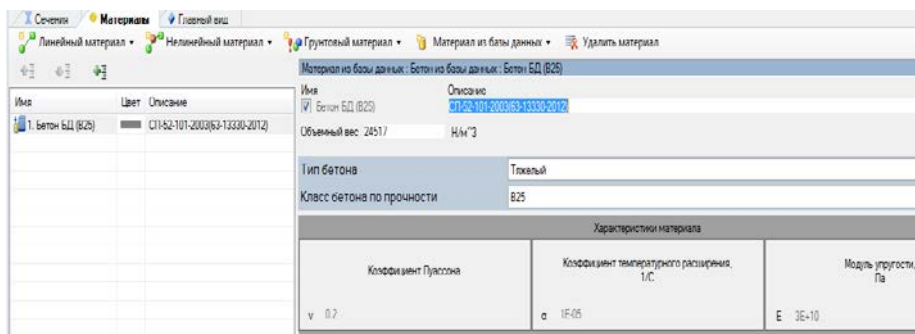 Сечения Материалы Главный вид
Линейный материал Нелинейный материал Грунтовый материал Материал из базы данных Удалить материал
Материал из базы данных : Бетон из базы данных : Бетон БД (B25)
Имя Цвет Описание
1. Бетон БД (B25) СП-52-101-2003(63-13330-2012)
Имя Описание
Бетон БД (B25) СП-52-101-2003(63-13330-2012)
Объемный вес 24517 Н/м^3
Тип бетона Тяжелый
Класс бетона по прочности B25
Характеристики материала
Коэффициент Пуассона
Коэффициент температурного расширения,
1/С
Модуль упругости,
Па
ν 0.2
α 1E-05
E 3E+10